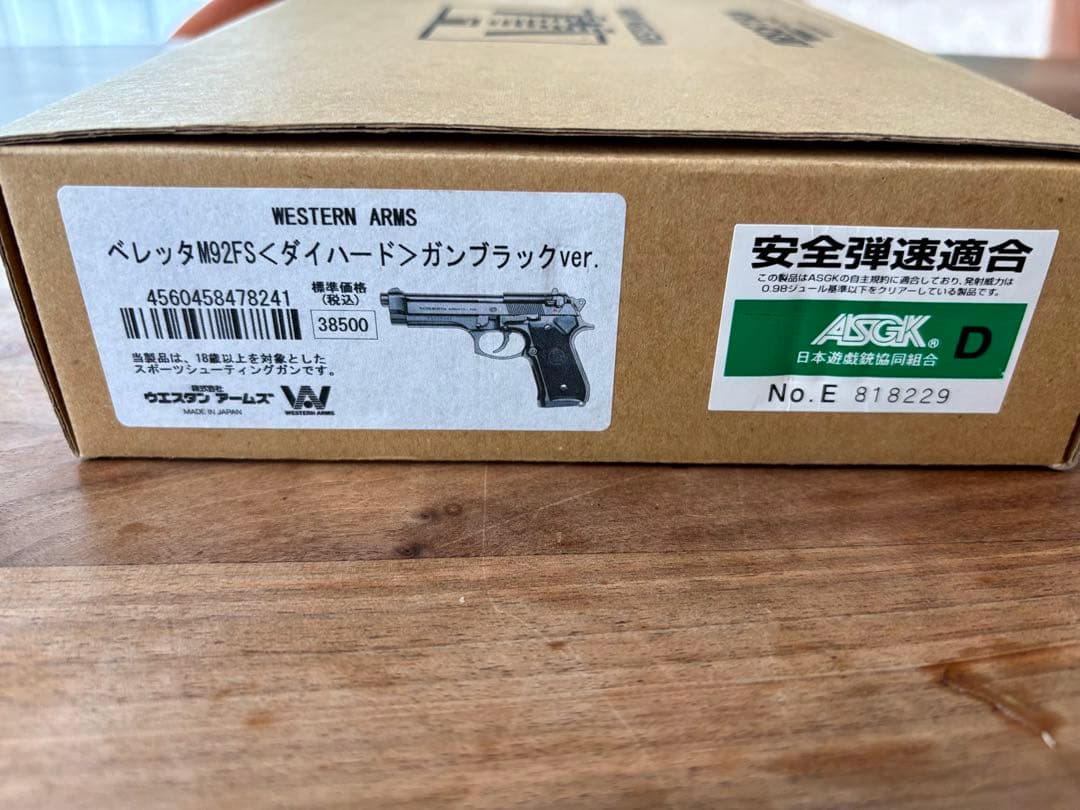 WESTERN ARMS
ベレッタM92FS<ダイハード>ガンブラックver.
4560458478241
標準価格
(税込)
38500
当製品は、18歳以上を対象とした
スポーツシューティングガンです。
株式会社
ウエスタン アームズ
MADE IN JAPAN
WESTERN ARMS
安全弾速適合
この製品はASGKの自主規約に適合しており、発射威力は
0.98ジュール基準以下をクリアーしている製品です。
ASGK®
D
日本遊戯銃協同組合
No.E 818229